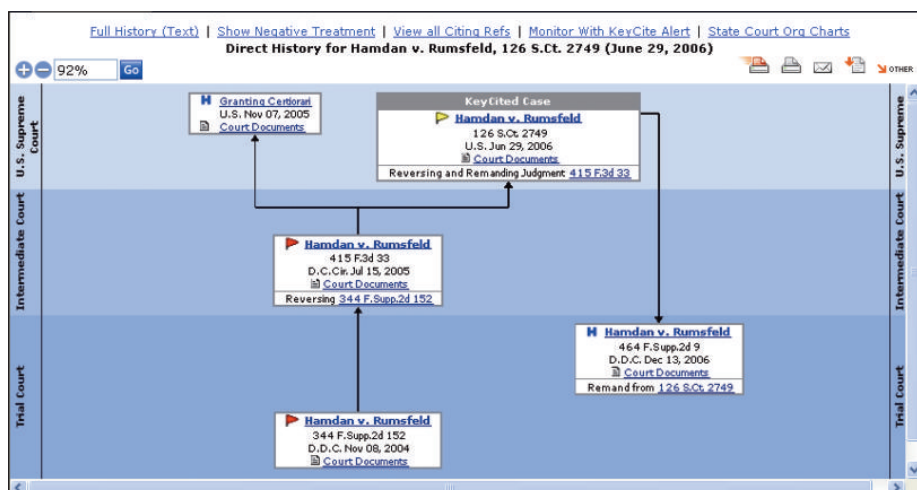 Full History (Text) | Show Negative Treatment | View all Citing Refs | Monitor With KeyCite Alert | State Court Org Charts
Direct History for Hamdan v. Rumsfeld, 126 S.Ct. 2749 (June 29, 2006)
92% Go
OTHER
U.S. Supreme Court
H Granting Certiorari
U.S. Nov 07, 2005
Court Documents
KeyCited Case
Hamdan v. Rumsfeld
126 S.Ct. 2749
U.S. Jun 29, 2006
Court Documents
Reversing and Remanding Judgment 415 F.3d 33
U.S. Supreme Court
Intermediate Court
Hamdan v. Rumsfeld
415 F.3d 33
D.C.Cir. Jul 15, 2005
Court Documents
Reversing 344 F.Supp.2d 152
Intermediate Court
Trial Court
H Hamdan v. Rumsfeld
464 F.Supp.2d 9
D.D.C. Dec 13, 2006
Court Documents
Remand from 126 S.Ct. 2749
Hamdan v. Rumsfeld
344 F.Supp.2d 152
D.D.C. Nov 08, 2004
Court Documents
Trial Court